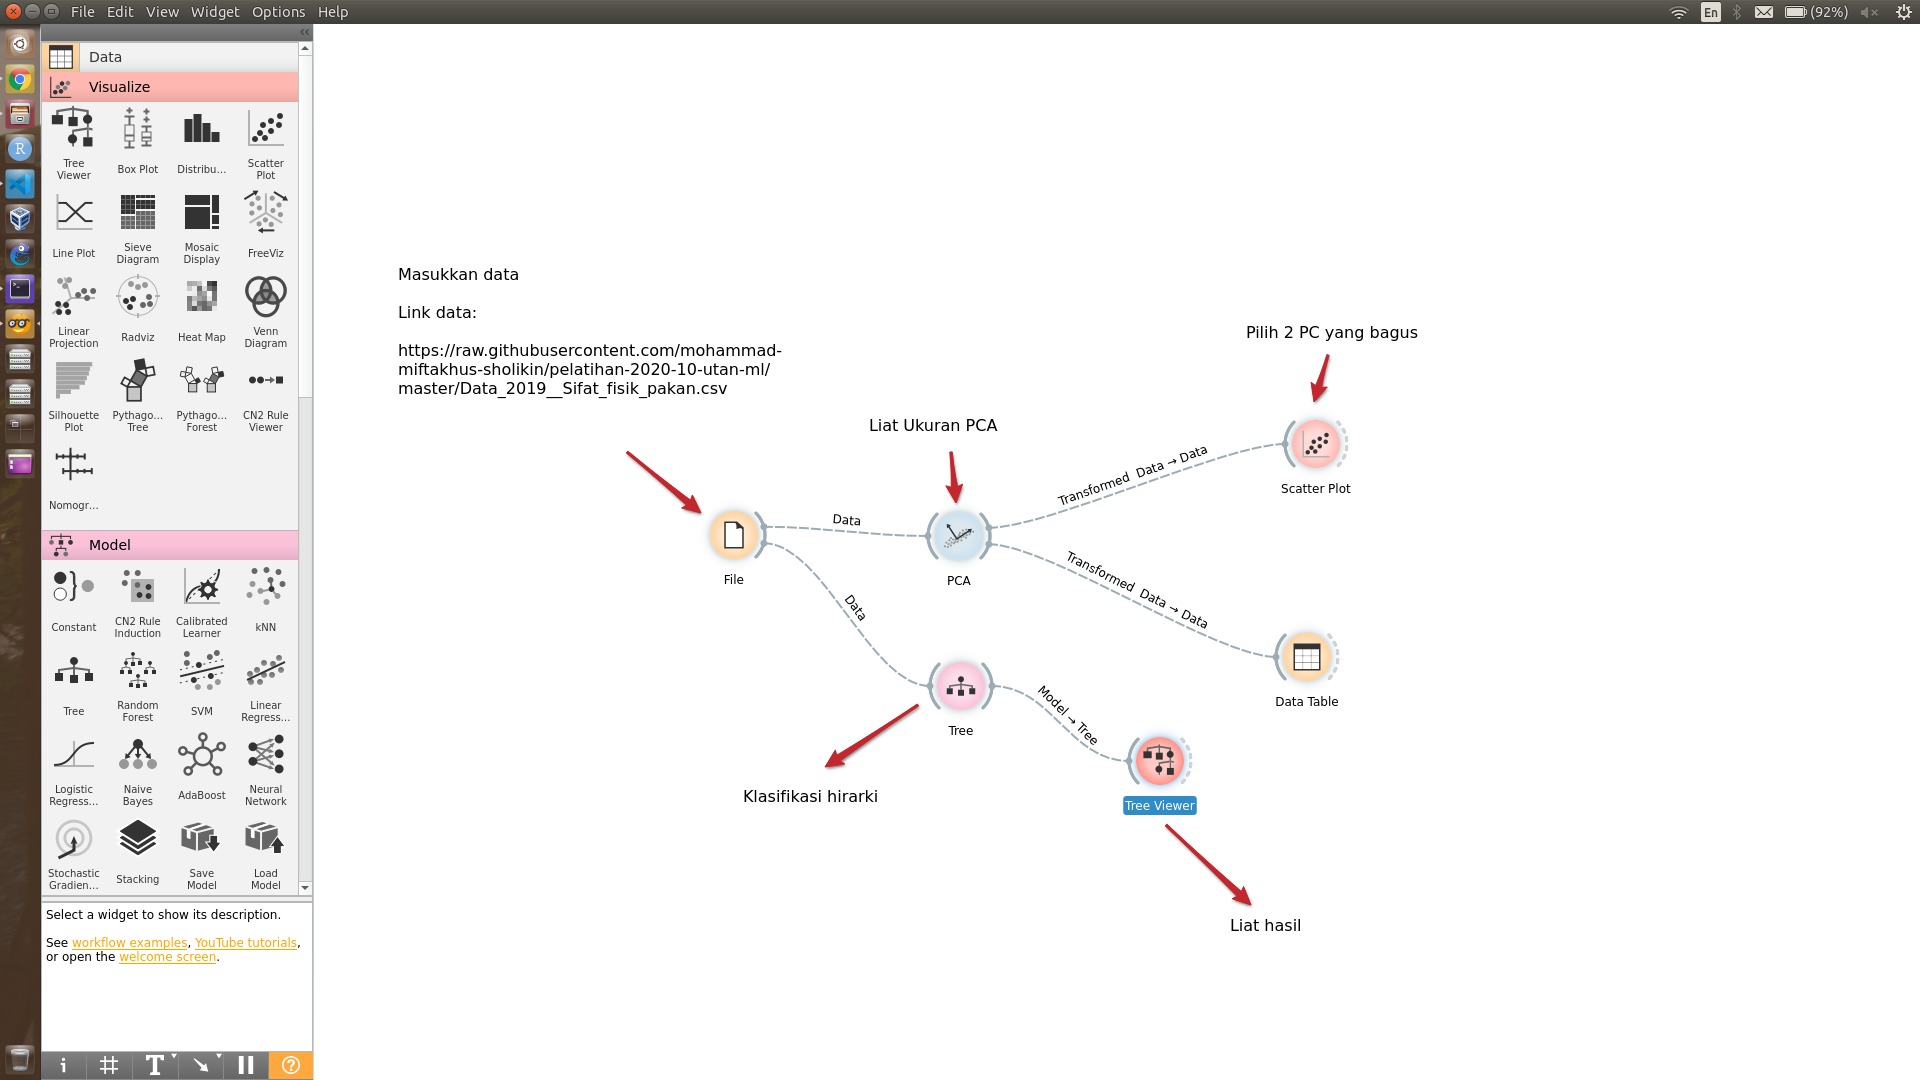 File Edit View Widget Options Help
En (92%)
Data
Visualize
Tree
Viewer
Box Plot
Distribu...
Scatter
Plot
Line Plot
Sieve
Diagram
Mosaic
Display
FreeViz
Linear
Projection
Radviz
Heat Map
Venn
Diagram
Silhouette
Plot
Pythago...
Tree
Pythago...
Forest
CN2 Rule
Viewer
Nomogr...
Model
Constant
CN2 Rule
Induction
Calibrated
Learner
kNN
Tree
Random
Forest
SVM
Linear
Regress...
Logistic
Regress...
Naive
Bayes
AdaBoost
Neural
Network
Stochastic
Gradien...
Stacking
Save
Model
Load
Model
Select a widget to show its description.
See workflow examples, YouTube tutorials,
or open the welcome screen.
Masukkan data
Link data:
https://raw.githubusercontent.com/mohammad-
miftakhus-sholikin/pelatihan-2020-10-utan-ml/
master/Data_2019__Sifat_fisik_pakan.csv
Pilih 2 PC yang bagus
Liat Ukuran PCA
Transformed Data → Data
Scatter Plot
Data
File
PCA
Transformed Data → Data
Data
Data Table
Tree
Model → Tree
Klasifikasi hirarki
Tree Viewer
Liat hasil